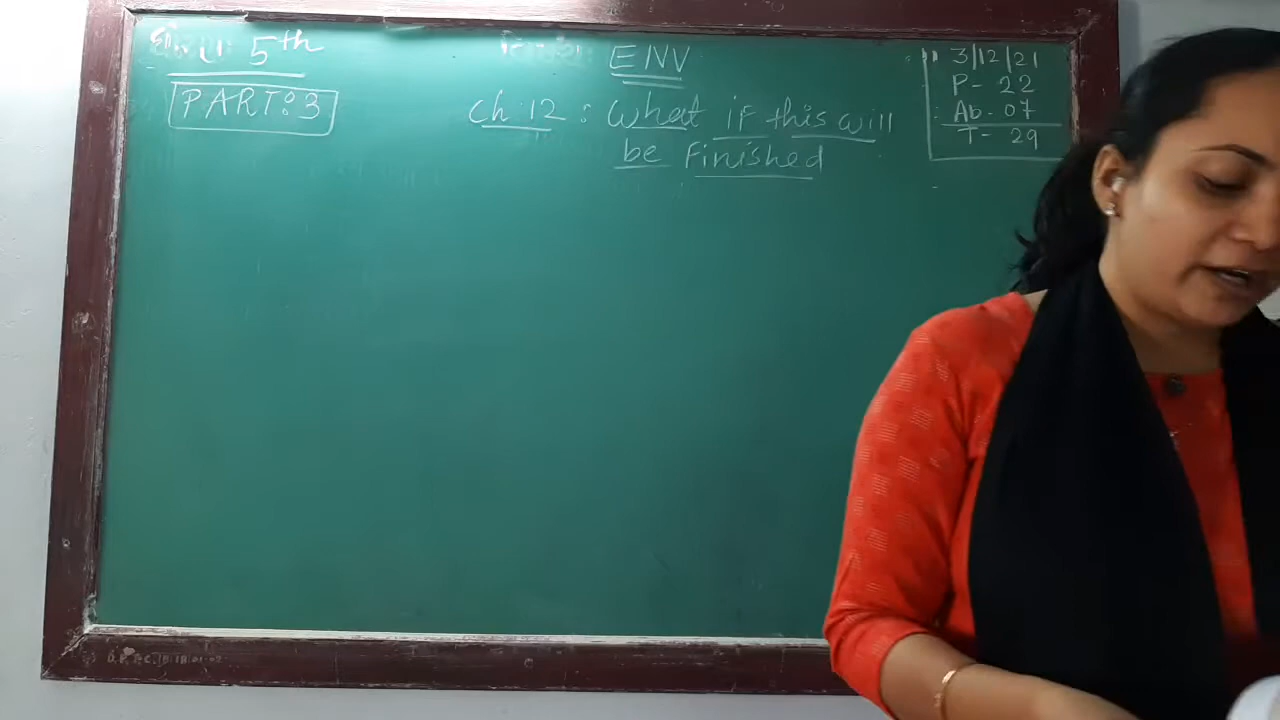 5th
PART:3
ENV
Ch 12 : What if this will
be Finished
3/12/21
P- 22
Ab- 07
T- 29